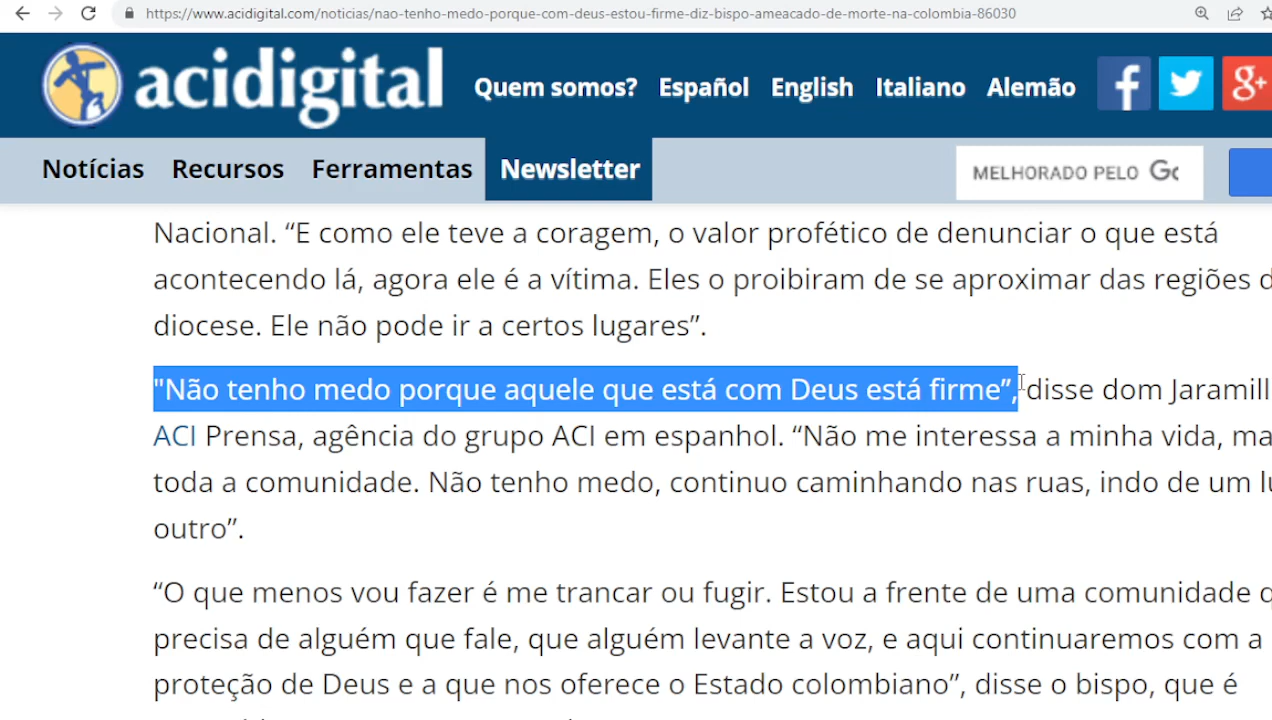 https://www.acidigital.com/noticias/nao-tenho-medo-porque-com-deus-estou-firme-diz-bispo-ameacado-de-morte-na-colombia-86030
acidigital Quem somos? Español English Italiano Alemão f g+
Notícias Recursos Ferramentas Newsletter MELHORADO PELO
Nacional. “E como ele teve a coragem, o valor profético de denunciar o que está
acontecendo lá, agora ele é a vítima. Eles o proibiram de se aproximar das regiões
diocese. Ele não pode ir a certos lugares”.
"Não tenho medo porque aquele que está com Deus está firme”, disse dom
ACI Prensa, agência do grupo ACI em espanhol. “Não me interessa a minha vida,
toda a comunidade. Não tenho medo, continuo caminhando nas ruas, indo de um
outro”.
“O que menos vou fazer é me trancar ou fugir. Estou a frente de uma comunidade
precisa de alguém que fale, que alguém levante a voz, e aqui continuaremos com a
proteção de Deus e a que nos oferece o Estado colombiano”, disse o bispo, que é